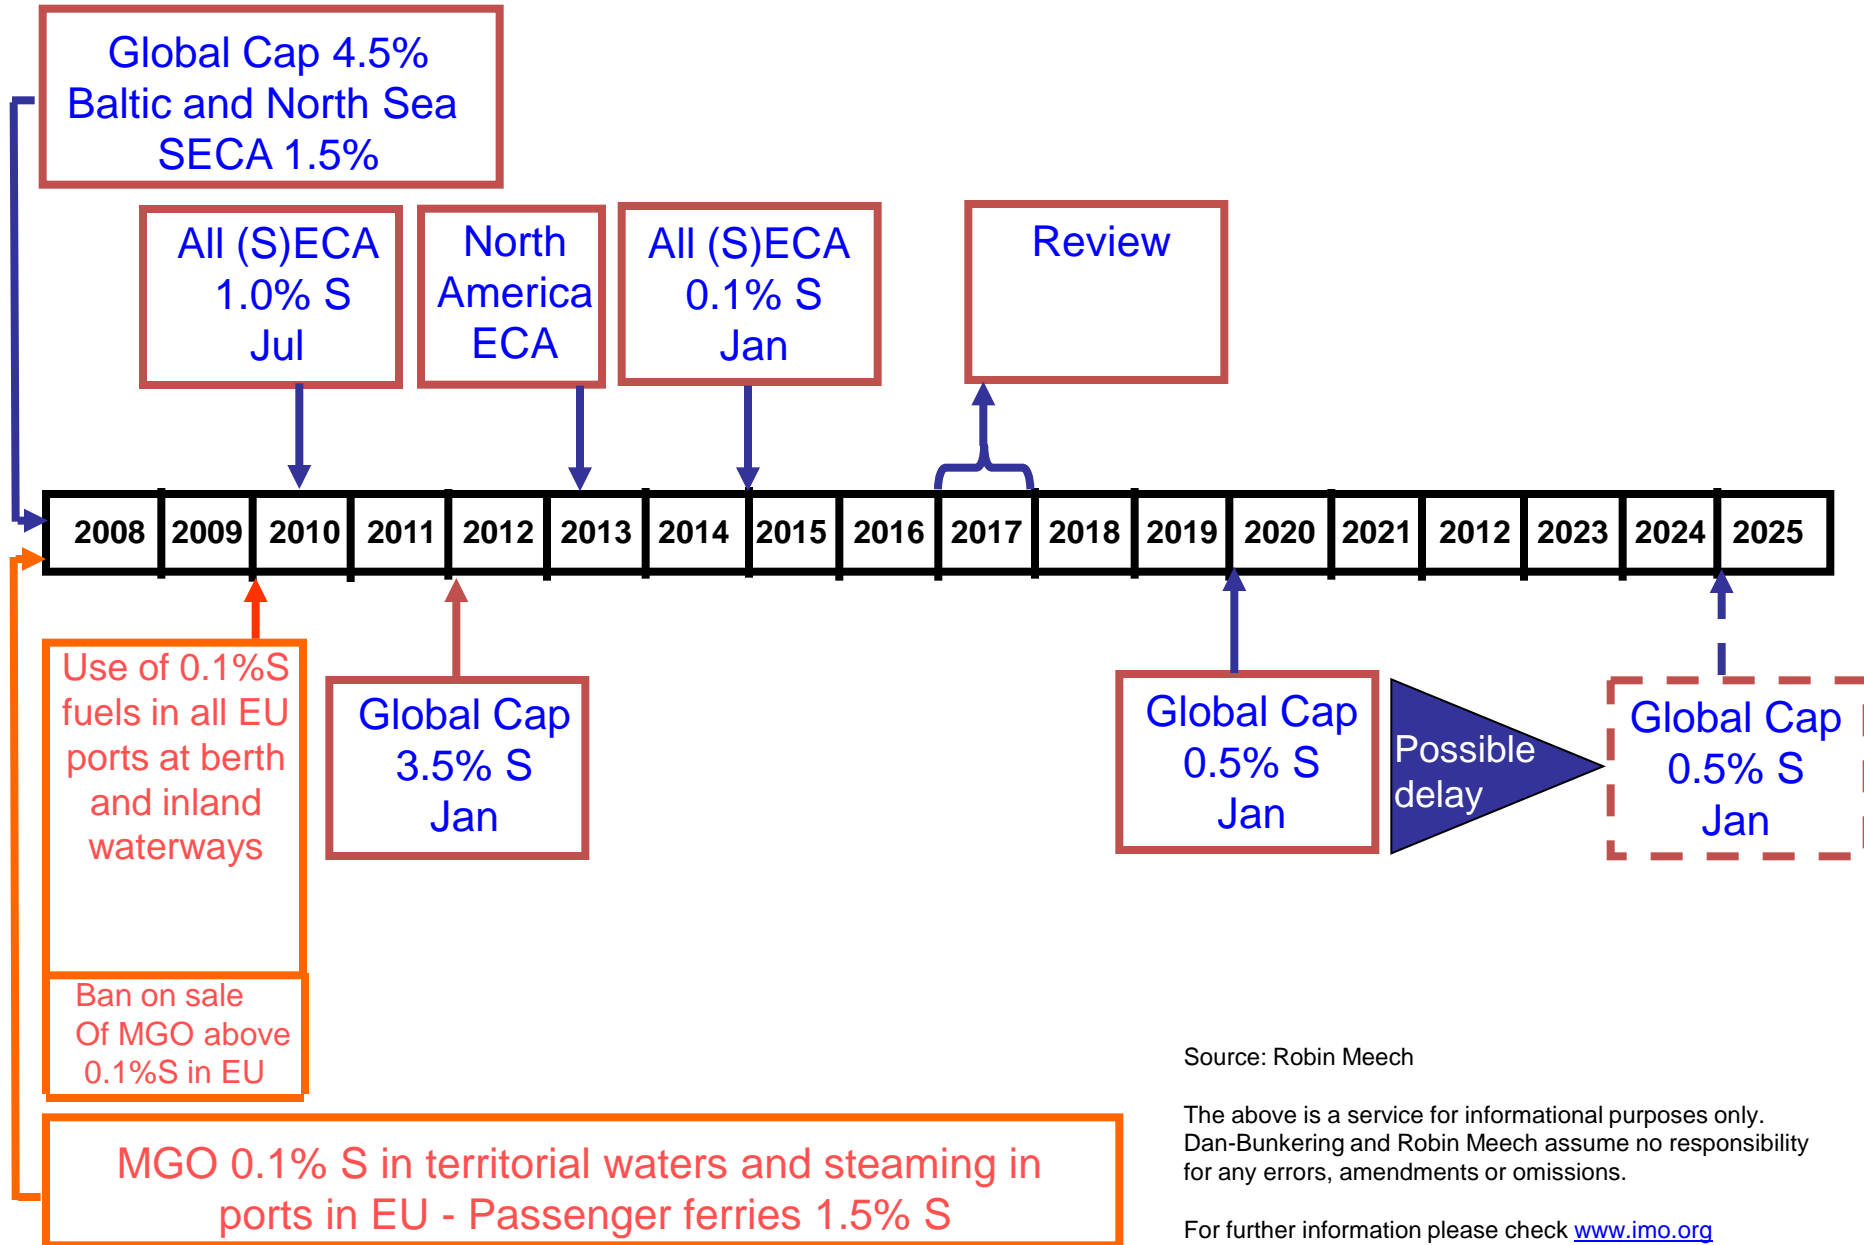 Global Cap 4.5%
Baltic and North Sea
SECA 1.5%
All (S)ECA
1.0% S
Jul
North
America
ECA
All (S)ECA
0.1% S
Jan
Review
2008 2009 2010 2011 2012 2013 2014 2015 2016 2017 2018 2019 2020 2021 2012 2023 2024 2025
Use of 0.1%S
fuels in all EU
ports at berth
and inland
waterways
Ban on sale
Of MGO above
0.1%S in EU
Global Cap
3.5% S
Jan
Global Cap
0.5% S
Jan
Possible
delay
Global Cap
0.5% S
Jan
MGO 0.1% S in territorial waters and steaming in
ports in EU - Passenger ferries 1.5% S
Source: Robin Meech
The above is a service for informational purposes only.
Dan-Bunkering and Robin Meech assume no responsibility
for any errors, amendments or omissions.
For further information please check www.imo.org